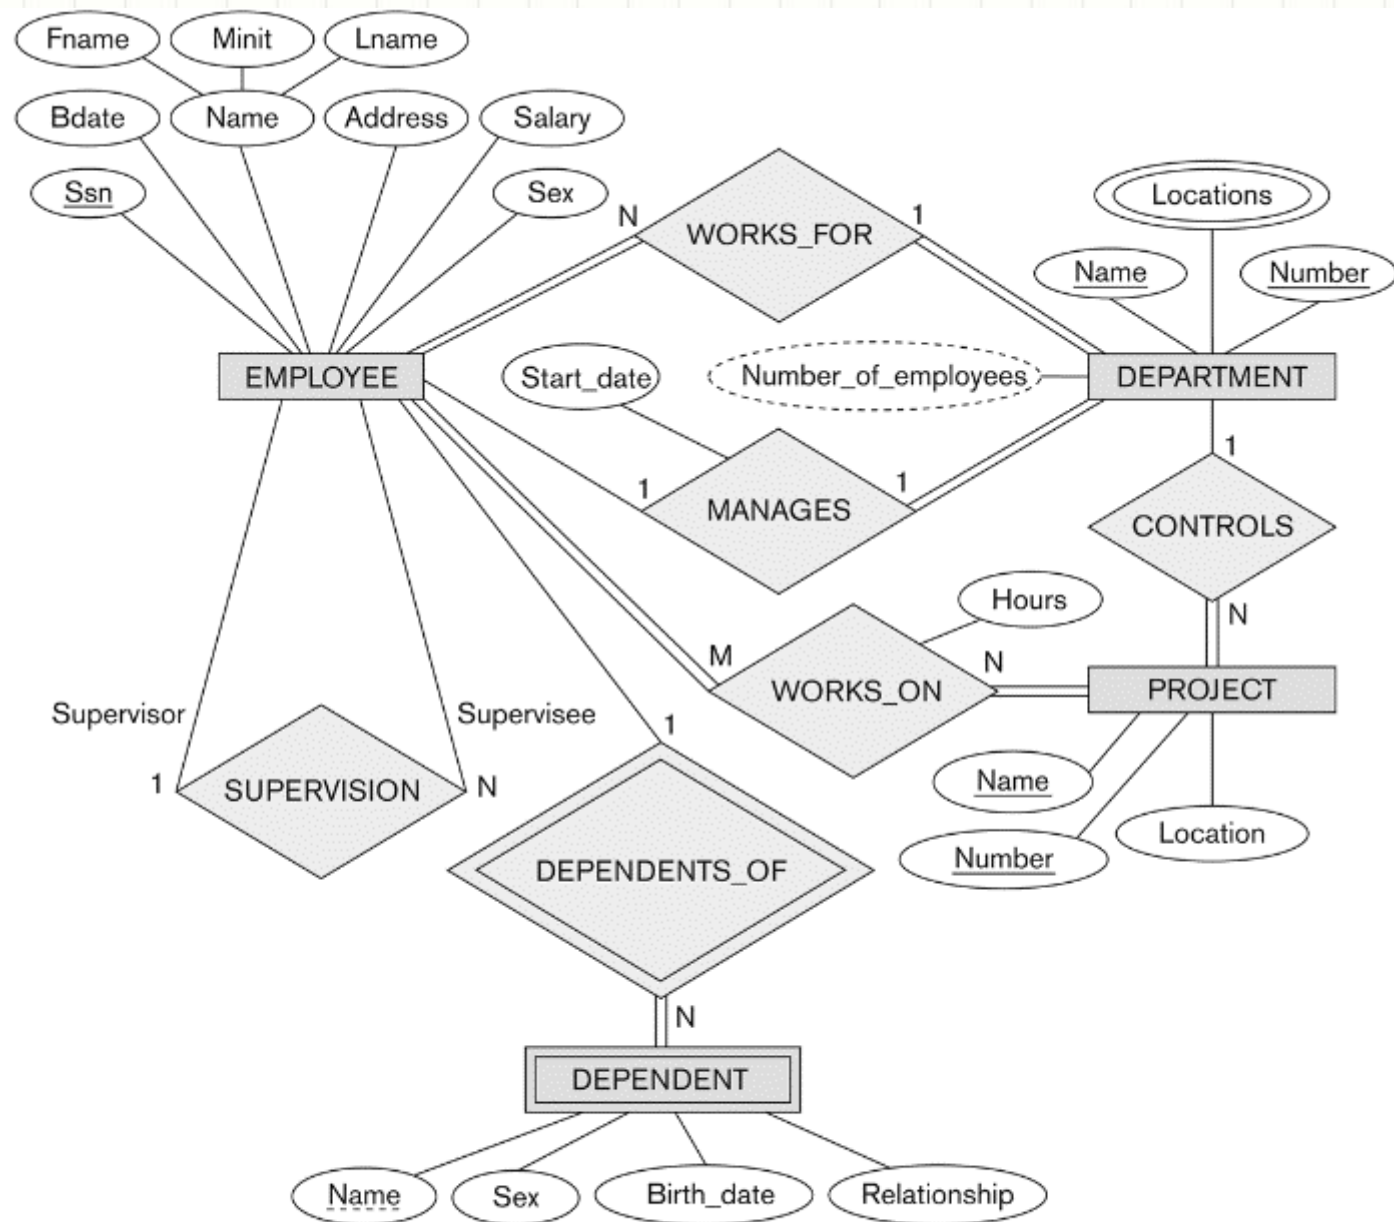 Fname
Minit
Lname
Bdate
Name
Address
Salary
Ssn
Sex
N
WORKS_FOR
1
Locations
Name
Number
EMPLOYEE
Start_date
Number_of_employees
DEPARTMENT
1
MANAGES
1
1
CONTROLS
N
Hours
M
WORKS_ON
N
PROJECT
Supervisor
Supervisee
1
SUPERVISION
N
1
Name
Number
Location
DEPENDENTS_OF
N
DEPENDENT
Name
Sex
Birth_date
Relationship